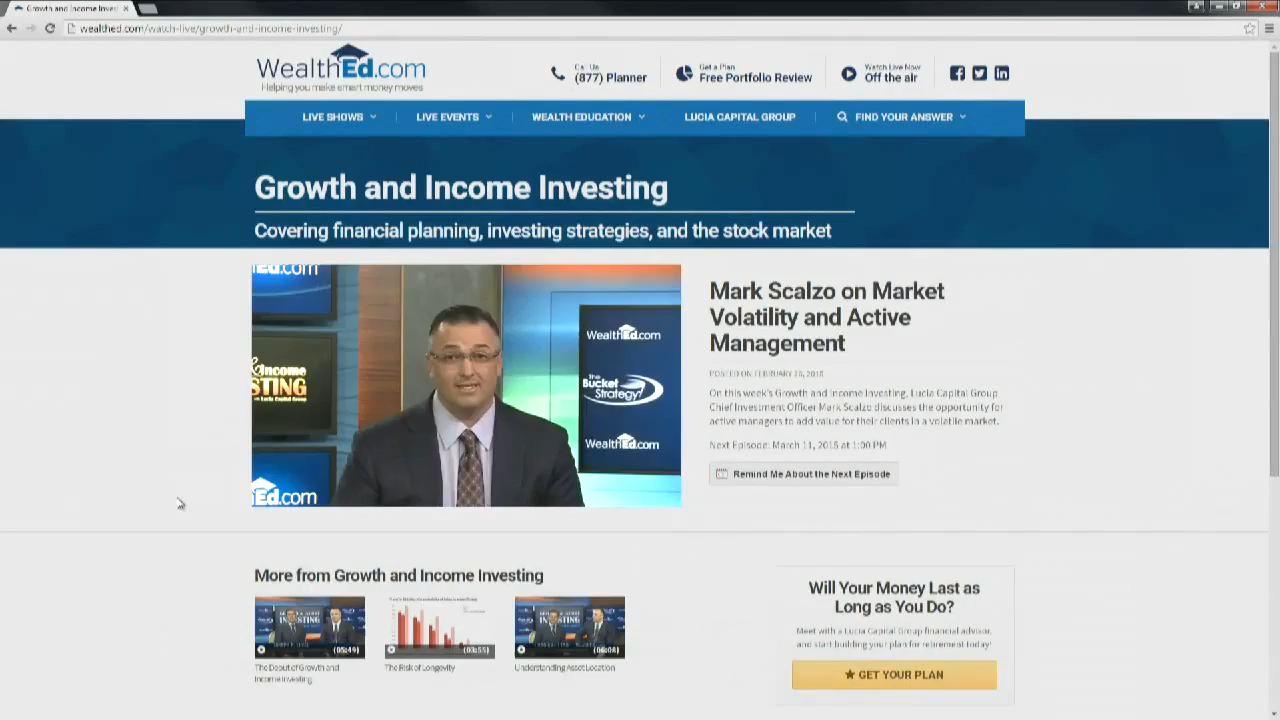 Growth and Income Invest
wealthed.com/watch-live/growth-and-income-investing/
WealthEd.com
Helping you make smart money moves
Call Us
(877) Planner
Get a Plan
Free Portfolio Review
Watch Live Now
Off the air
LIVE SHOWS
LIVE EVENTS
WEALTH EDUCATION
LUCIA CAPITAL GROUP
FIND YOUR ANSWER
Growth and Income Investing
Covering financial planning, investing strategies, and the stock market
Ed.com
& Income
STING
Ed.com
WealthEd.com
The
Bucket
Strategy
WealthEd.com
Mark Scalzo on Market
Volatility and Active
Management
POSTED ON FEBRUARY
On this week's Growth and Income Investing, Lucia Capital Group
Chief Investment Officer Mark Scalzo discusses the opportunity for
active managers to add value for their clients in a volatile market.
Next Episode: March 11, 2015 at 1:00 PM
Remind Me About the Next Episode
More from Growth and Income Investing
(05:49)
The Debut of Growth and
Income Investing
(03:55)
The Risk of Longevity
(06:08)
Understanding Asset Location
Will Your Money Last as
Long as You Do?
Meet with a Lucia Capital Group financial advisor,
and start building your plan for retirement today!
GET YOUR PLAN